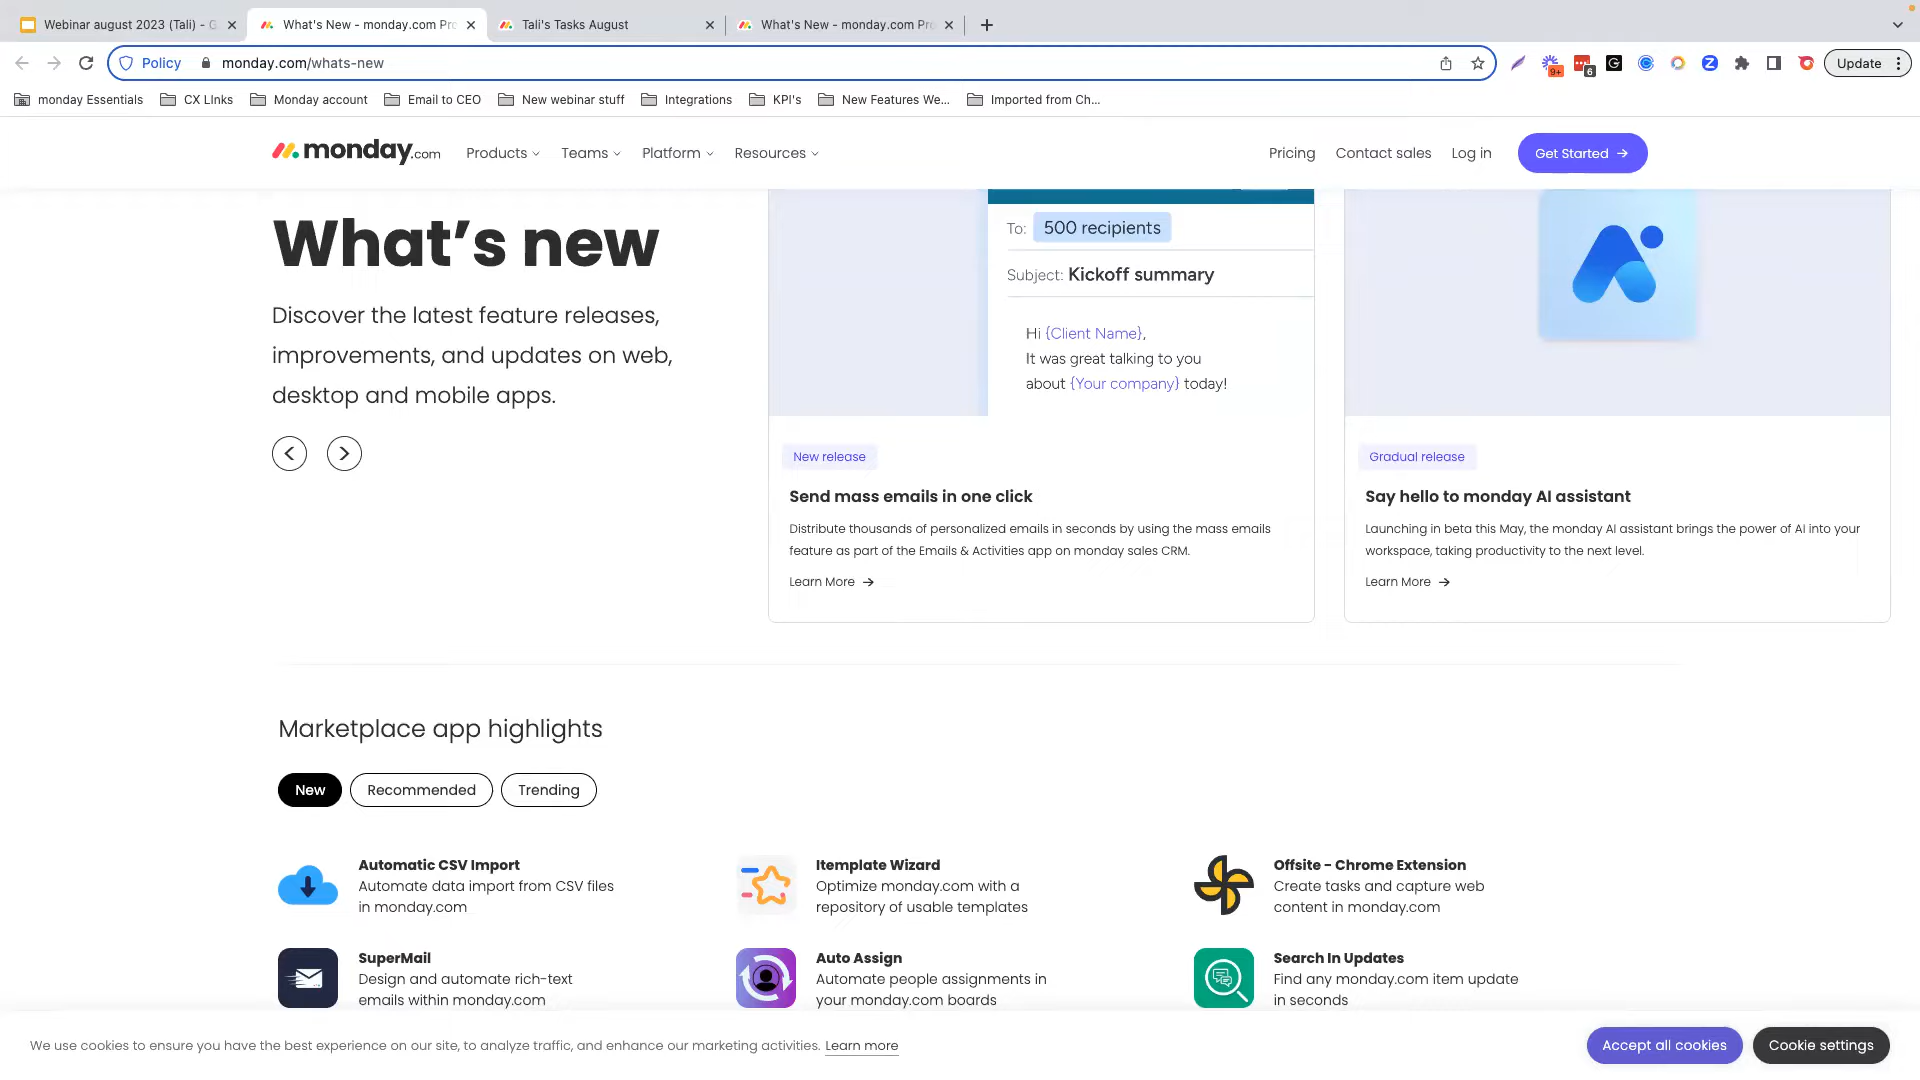 Webinar august 2023 (Tali) - G
What's New - monday.com Pro
Tali's Tasks August
What's New - monday.com Pro
Policy
monday.com/whats-new
9+
6
Update
monday Essentials
CX LInks
Monday account
Email to CEO
New webinar stuff
Integrations
KPI's
New Features We...
Imported from Ch...
monday.com
Products
Teams
Platform
Resources
Pricing
Contact sales
Log in
Get Started
What's new
Discover the latest feature releases,
improvements, and updates on web,
desktop and mobile apps.
To: 500 recipients
Subject: Kickoff summary
Hi {Client Name},
It was great talking to you
about {Your company} today!
New release
Send mass emails in one click
Distribute thousands of personalized emails in seconds by using the mass emails
feature as part of the Emails & Activities app on monday sales CRM.
Learn More
Gradual release
Say hello to monday AI assistant
Launching in beta this May, the monday AI assistant brings the power of AI into your
workspace, taking productivity to the next level.
Learn More
Marketplace app highlights
New
Recommended
Trending
Automatic CSV Import
Automate data import from CSV files
in monday.com
Itemplate Wizard
Optimize monday.com with a
repository of usable templates
Offsite - Chrome Extension
Create tasks and capture web
content in monday.com
SuperMail
Design and automate rich-text
emails within monday.com
Auto Assign
Automate people assignments in
your monday.com boards
Search In Updates
Find any monday.com item update
in seconds
We use cookies to ensure you have the best experience on our site, to analyze traffic, and enhance our marketing activities. Learn more
Accept all cookies
Cookie settings